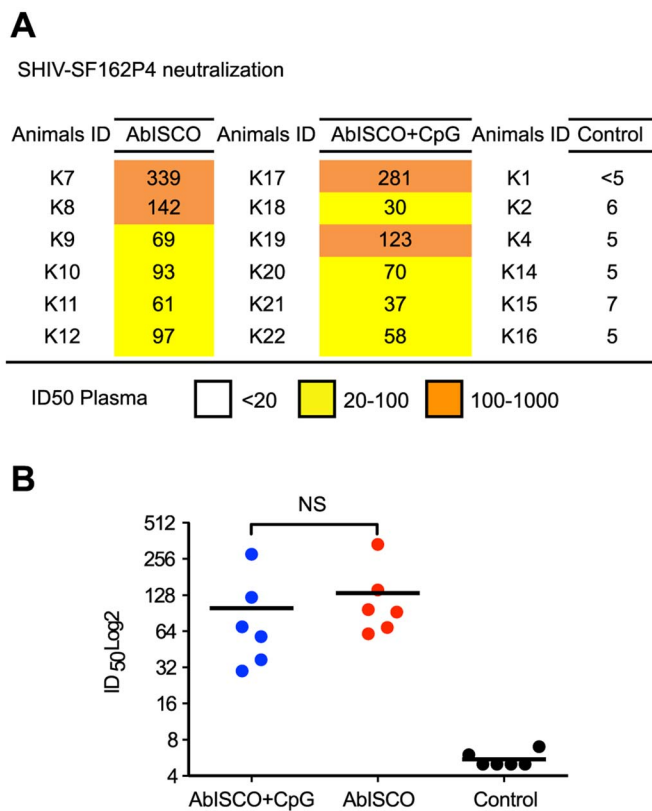 A
SHIV-SF162P4 neutralization
Animals ID AbISCO Animals ID AbISCO+CpG Animals ID Control
K7 339 K17 281 K1 <5
K8 142 K18 30 K2 6
K9 69 K19 123 K4 5
K10 93 K20 70 K14 5
K11 61 K21 37 K15 7
K12 97 K22 58 K16 5
ID50 Plasma <20 20-100 100-1000
B
NS
512
256
128
64
32
16
8
4
ID50Log2
AbISCO+CpG AbISCO Control